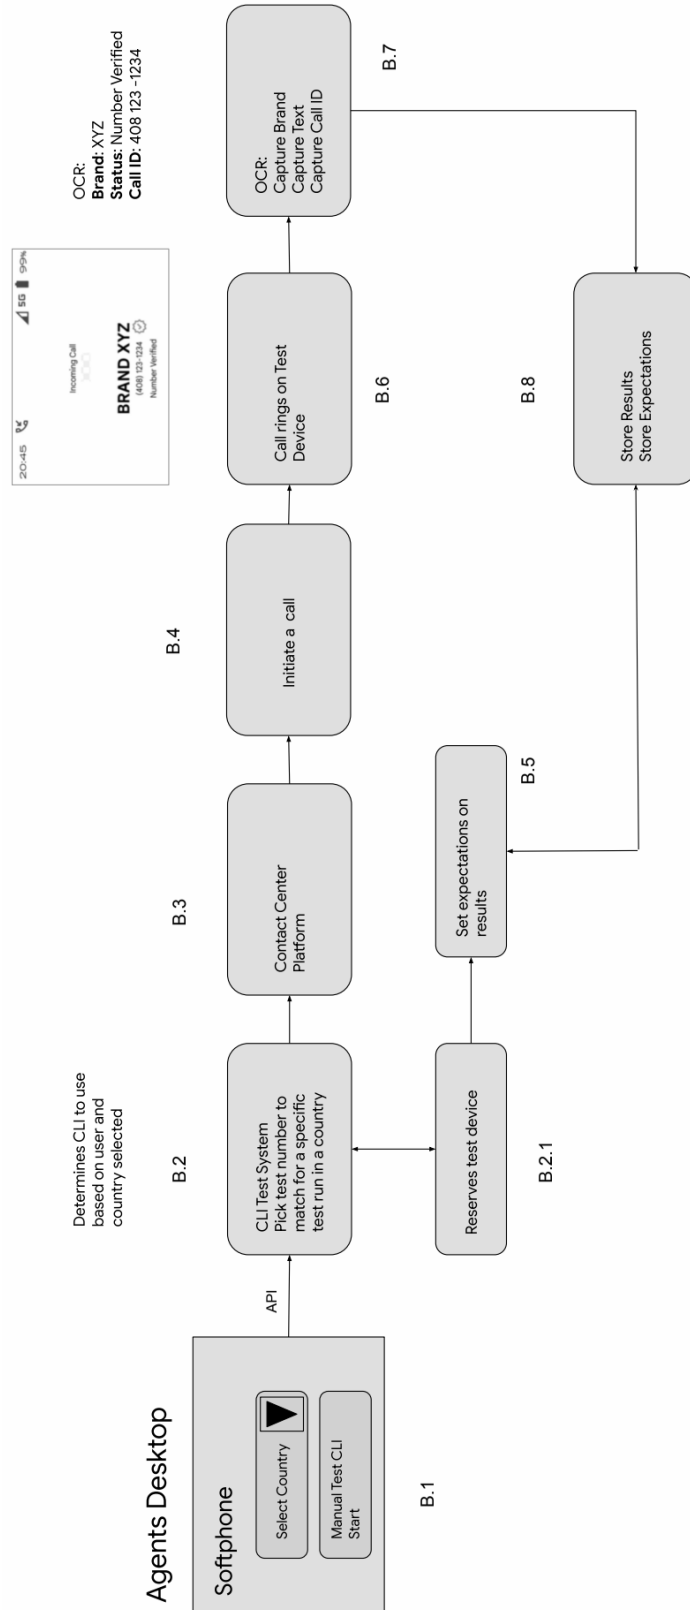 Agents Desktop
Softphone
Select Country
Manual Test CLI
Start
B.1
API
Determines CLI to use
based on user and
country selected
B.2
CLI Test System
Pick test number to
match for a specific
test run in a country
Reserves test device
B.2.1
B.3
Contact Center
Platform
Set expectations on
results
B.5
B.4
Initiate a call
20:45
5G
99%
Incoming Call
BRAND XYZ
(408) 123-1234
Number Verified
Call rings on Test
Device
B.6
OCR:
Brand: XYZ
Status: Number Verified
Call ID: 408 123 -1234
OCR:
Capture Brand
Capture Text
Capture Call ID
B.7
B.8
Store Results
Store Expectations